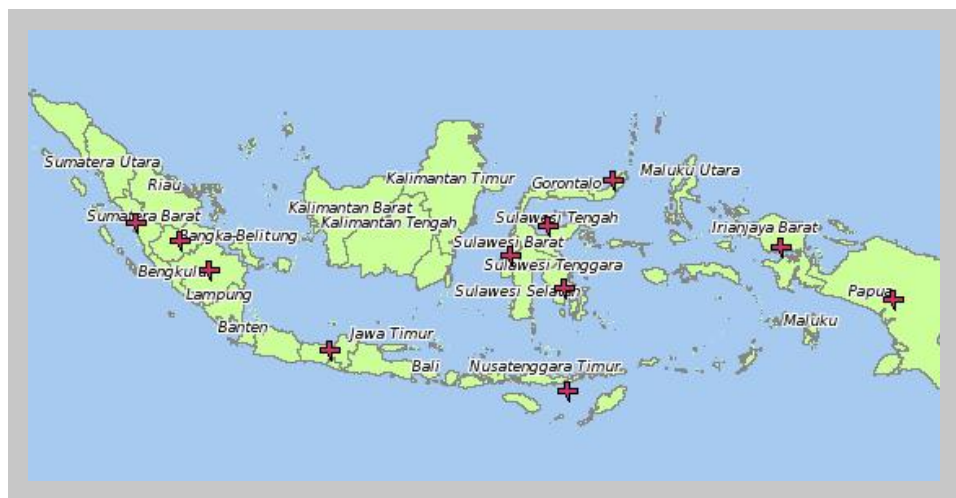 Sumatera Utara
Kalimantan Timur
Maluku Utara
Riau
Gorontalo
Kalimantan Barat
Sumatera Barat
Sulawesi Tengah
Kalimantan Tengah
Irianjaya Barat
Bangka-Belitung
Sulawesi Barat
Bengkulu
Sulawesi Tenggara
Lampung
Sulawesi Selatan
Papua
Banten
Jawa Timur
Maluku
Bali
Nusatenggara Timur